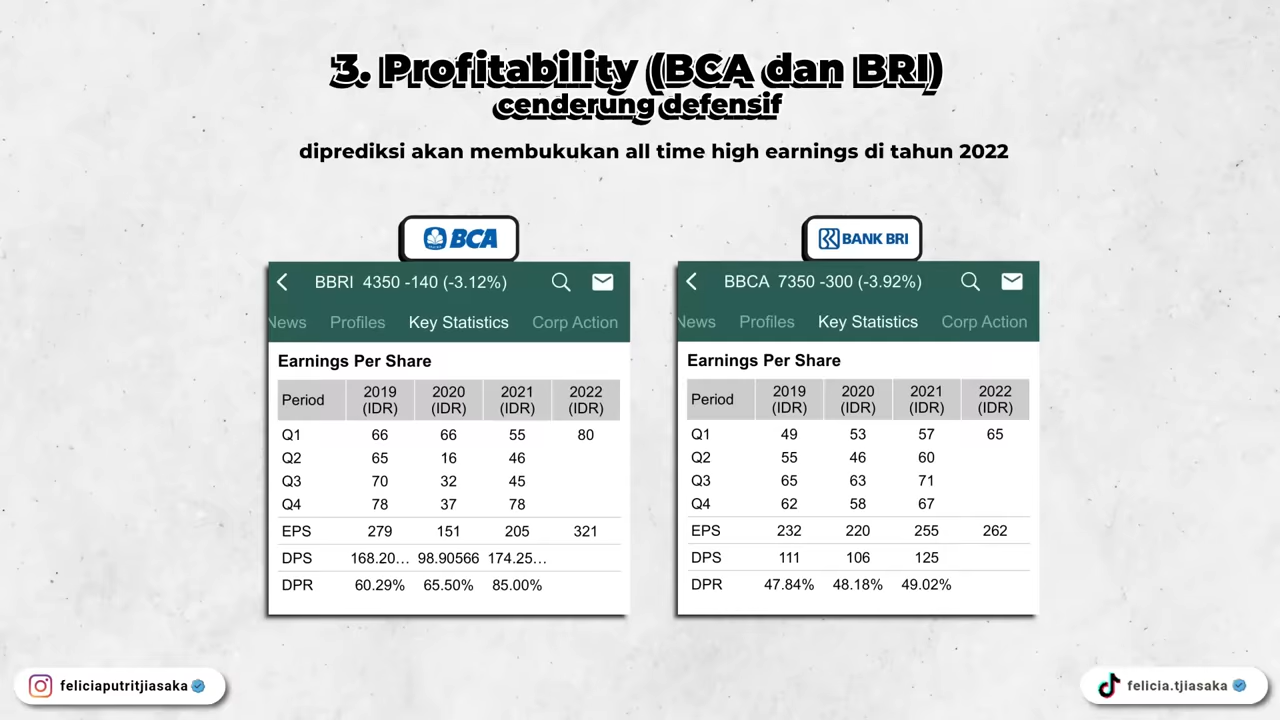 3. Profitability (BCA dan BRI)
cenderung defensif
diprediksi akan membukukan all time high earnings di tahun 2022
BCA
BBRI 4350 -140 (-3.12%)
News Profiles Key Statistics Corp Action
Earnings Per Share
Period 2019 (IDR) 2020 (IDR) 2021 (IDR) 2022 (IDR)
Q1 66 66 55 80
Q2 65 16 46
Q3 70 32 45
Q4 78 37 78
EPS 279 151 205 321
DPS 168.20... 98.90566 174.25...
DPR 60.29% 65.50% 85.00%
BANK BRI
BBCA 7350 -300 (-3.92%)
News Profiles Key Statistics Corp Action
Earnings Per Share
Period 2019 (IDR) 2020 (IDR) 2021 (IDR) 2022 (IDR)
Q1 49 53 57 65
Q2 55 46 60
Q3 65 63 71
Q4 62 58 67
EPS 232 220 255 262
DPS 111 106 125
DPR 47.84% 48.18% 49.02%
feliciaputritjiasaka
felicia.tjiasaka